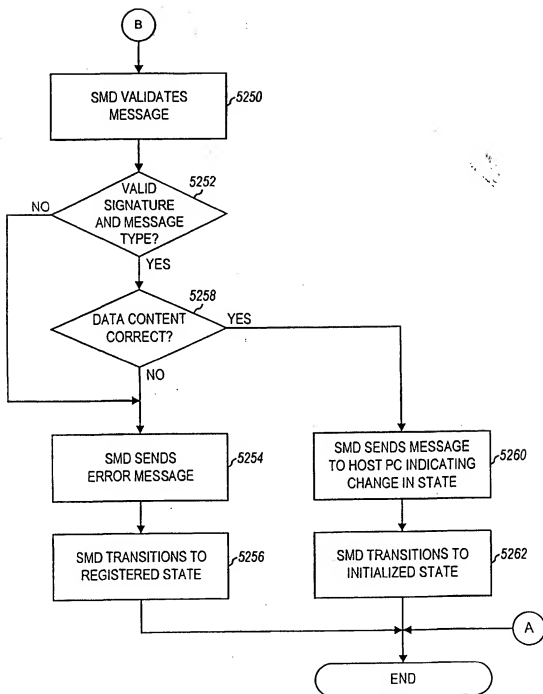 B
SMD VALIDATES
MESSAGE
5250
VALID
SIGNATURE
AND MESSAGE
TYPE?
5252
NO
YES
DATA CONTENT
CORRECT?
5258
YES
NO
SMD SENDS
ERROR MESSAGE
5254
SMD SENDS MESSAGE
TO HOST PC INDICATING
CHANGE IN STATE
5260
SMD TRANSITIONS TO
REGISTERED STATE
5256
SMD TRANSITIONS TO
INITIALIZED STATE
5262
A
END